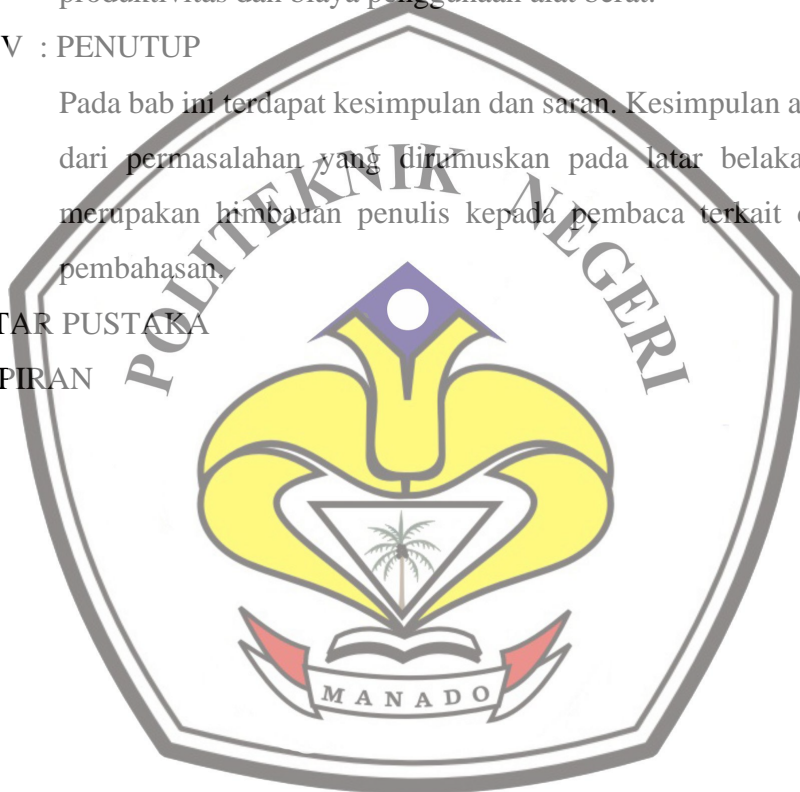 produktivitas dan biaya penggunaan alat berat.
V : PENUTUP
Pada bab ini terdapat kesimpulan dan saran. Kesimpulan a
dari permasalahan yang dirumuskan pada latar belaka
merupakan himbauan penulis kepada pembaca terkait
pembahasan.
TAR PUSTAKA
PIRAN
POLITEKNIK NEGERI
MANADO